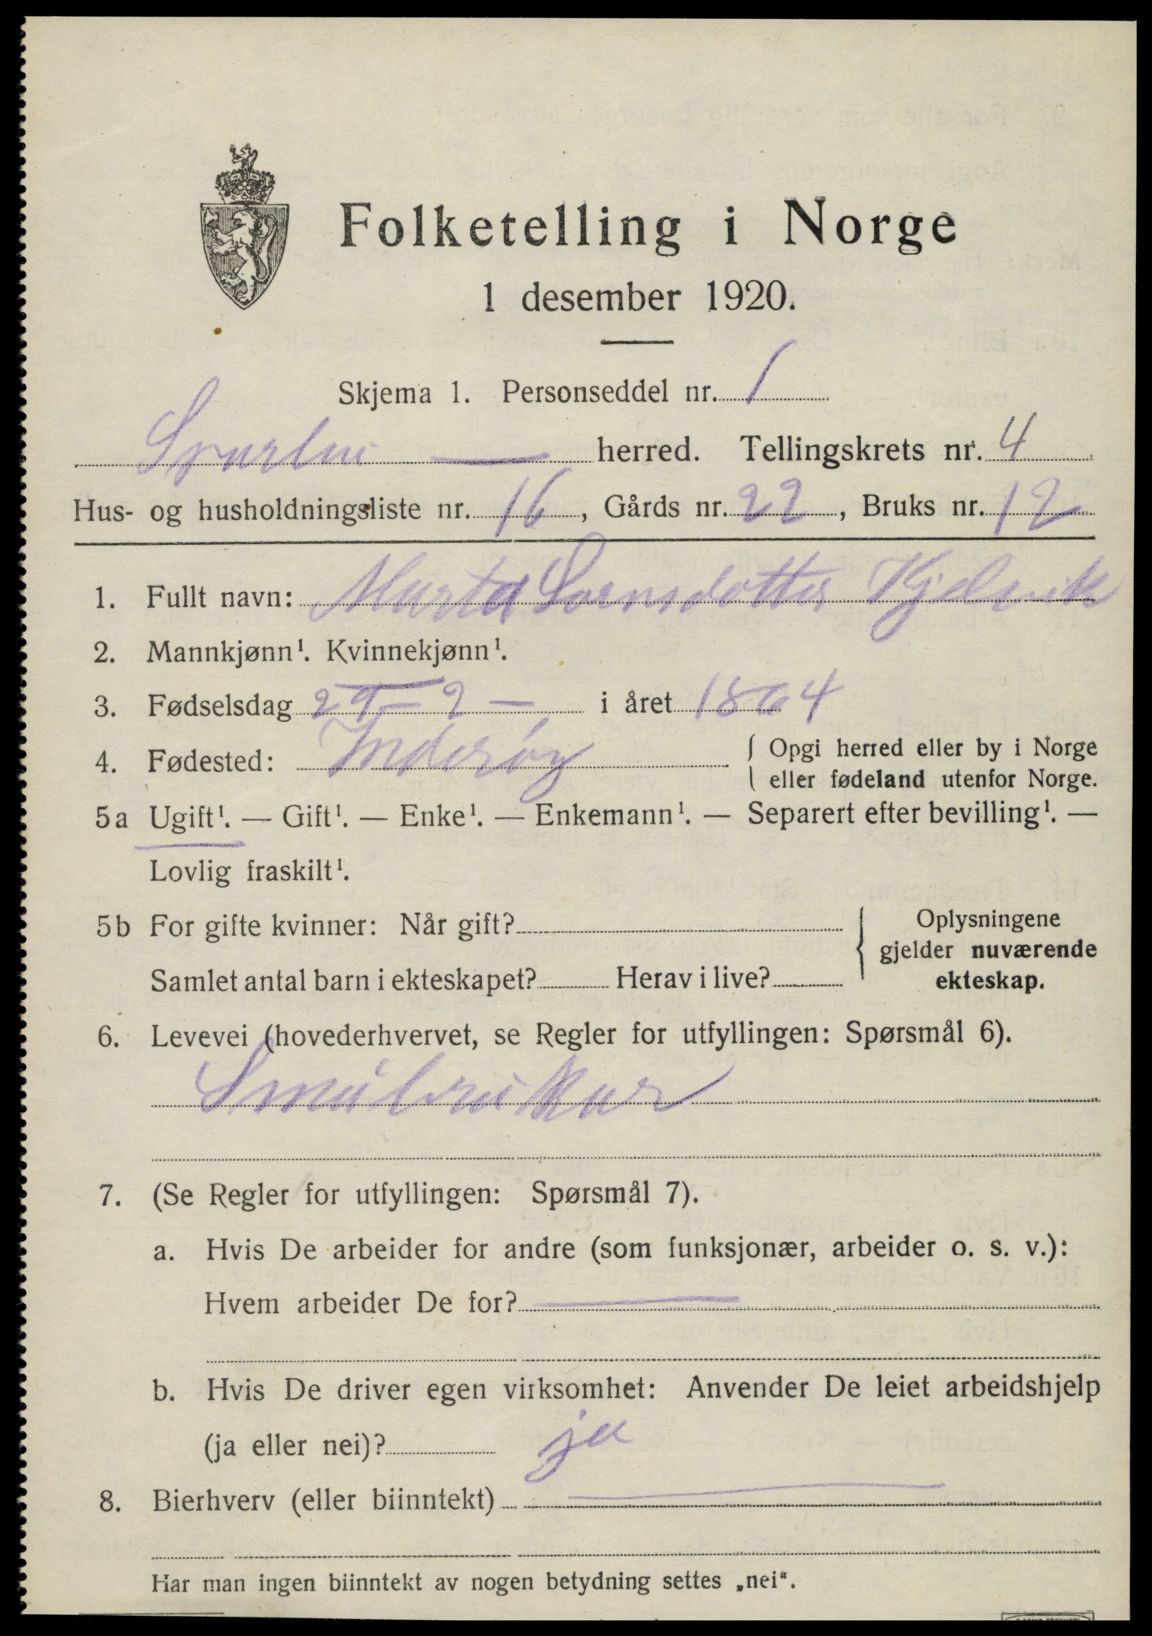 Folketelling i Norge
1 desember 1920.
Skjema 1. Personseddel nr. 1
Sparbu herred. Tellingskrets nr. 4
Hus- og husholdningsliste nr. 16, Gårds nr. 22, Bruks nr. 12
1. Fullt navn: Marta Sørensdotter
2. Mannkjønn¹. Kvinnekjønn¹.
3. Fødselsdag i året 1864
4. Fødested: Inderøy { Opgi herred eller by i Norge
eller fødeland utenfor Norge.
5a Ugift¹. — Gift¹. — Enke¹. — Enkemann¹. — Separert efter bevilling¹. —
Lovlig fraskilt¹.
5b For gifte kvinner: Når gift? { Oplysningene
gjelder nuværende
Samlet antal barn i ekteskapet? Herav i live? ekteskap.
6. Levevei (hovederhvervet, se Regler for utfyllingen: Spørsmål 6).
Småbruker
7. (Se Regler for utfyllingen: Spørsmål 7).
a. Hvis De arbeider for andre (som funksjonær, arbeider o. s. v.):
Hvem arbeider De for? —
b. Hvis De driver egen virksomhet: Anvender De leiet arbeidshjelp
(ja eller nei)? ja
8. Bierhverv (eller biinntekt) —
Har man ingen biinntekt av nogen betydning settes „nei“.